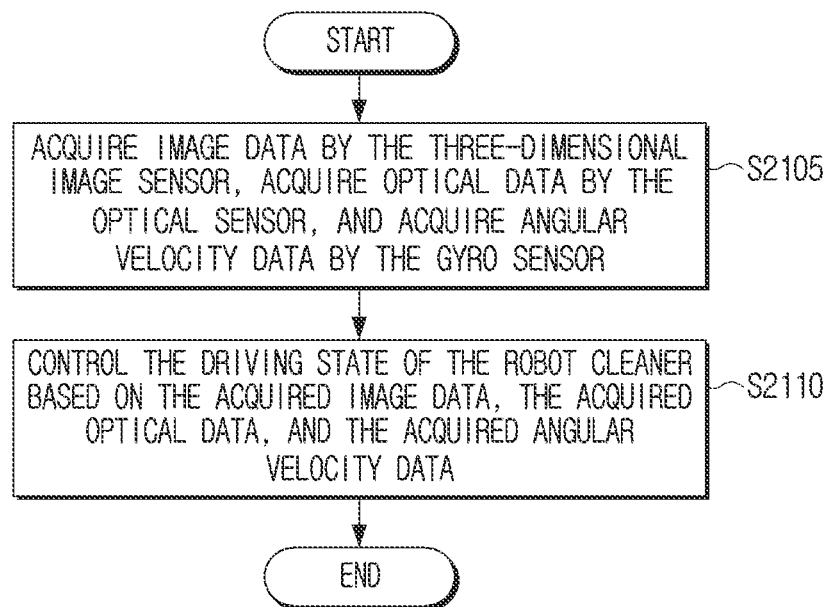 START
ACQUIRE IMAGE DATA BY THE THREE-DIMENSIONAL
IMAGE SENSOR, ACQUIRE OPTICAL DATA BY THE
OPTICAL SENSOR, AND ACQUIRE ANGULAR
VELOCITY DATA BY THE GYRO SENSOR
S2105
CONTROL THE DRIVING STATE OF THE ROBOT CLEANER
BASED ON THE ACQUIRED IMAGE DATA, THE ACQUIRED
OPTICAL DATA, AND THE ACQUIRED ANGULAR
VELOCITY DATA
S2110
END